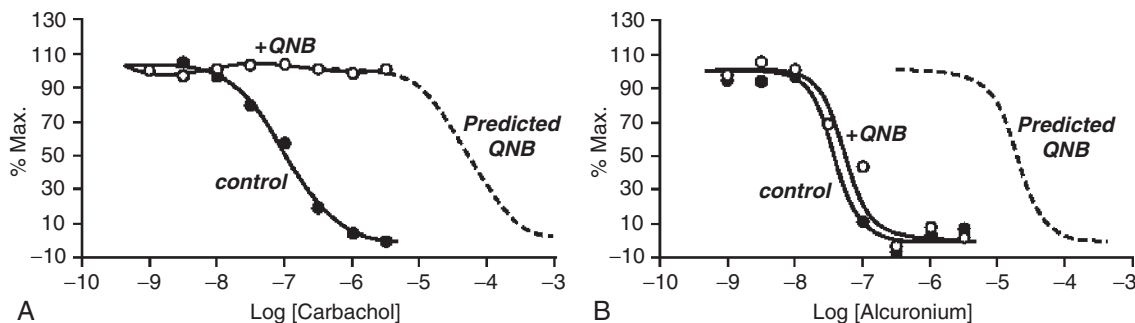 130
110
90
70
50
30
10
−10
% Max.
+QNB
control
Predicted
QNB
−10 −9 −8 −7 −6 −5 −4 −3
Log [Carbachol]
A
130
110
90
70
50
30
10
−10
% Max.
+QNB
control
Predicted
QNB
−10 −9 −8 −7 −6 −5 −4 −3
Log [Alcuronium]
B